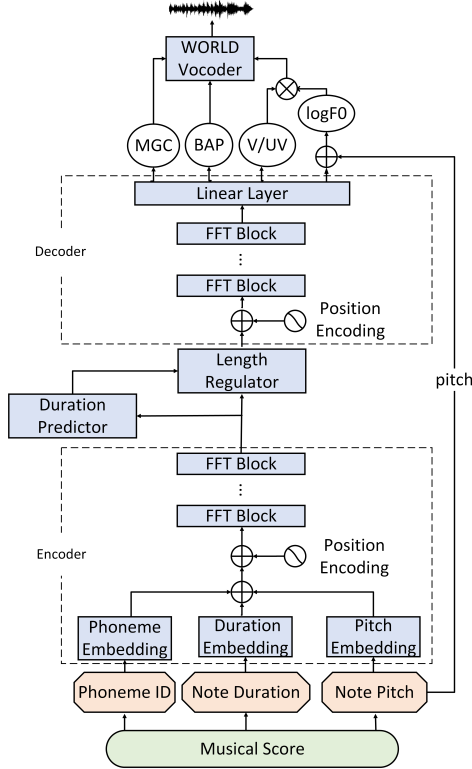 WORLD
Vocoder
logF0
MGC
BAP
V/UV
Linear Layer
FFT Block
Decoder
...
FFT Block
Position
Encoding
Length
Regulator
pitch
Duration
Predictor
FFT Block
...
FFT Block
Encoder
Position
Encoding
Phoneme
Embedding
Duration
Embedding
Pitch
Embedding
Phoneme ID
Note Duration
Note Pitch
Musical Score